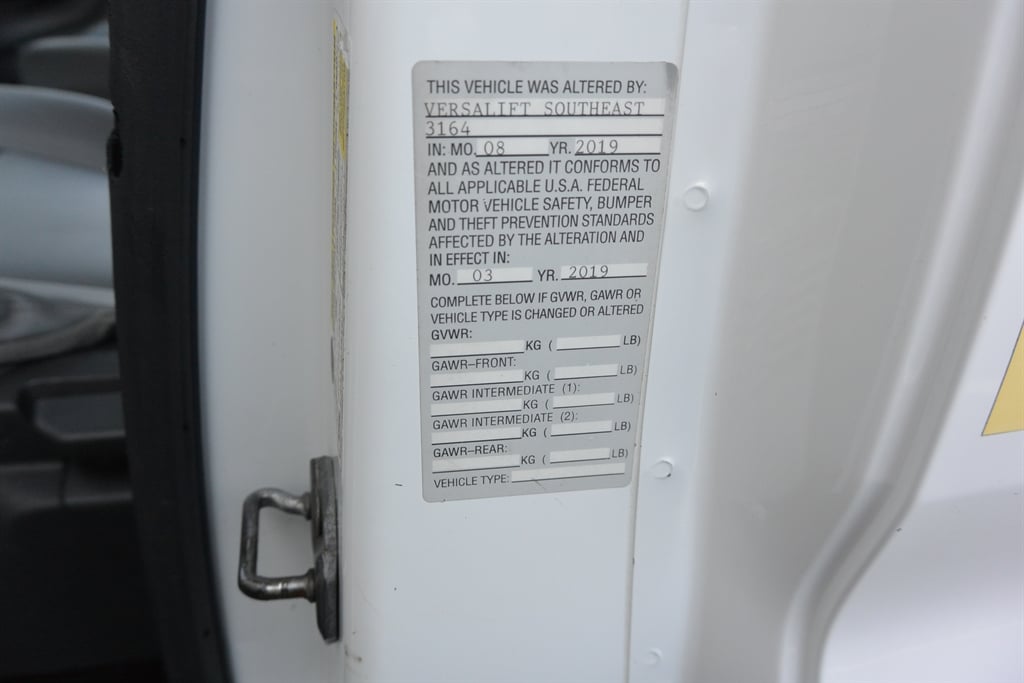 THIS VEHICLE WAS ALTERED BY:
VERSALIFT SOUTHEAST
3164
IN: MO. 08 YR. 2019
AND AS ALTERED IT CONFORMS TO
ALL APPLICABLE U.S.A. FEDERAL
MOTOR VEHICLE SAFETY, BUMPER
AND THEFT PREVENTION STANDARDS
AFFECTED BY THE ALTERATION AND
IN EFFECT IN:
MO. 03 YR. 2019
COMPLETE BELOW IF GVWR, GAWR OR
VEHICLE TYPE IS CHANGED OR ALTERED
GVWR:
KG ( LB)
GAWR–FRONT:
KG ( LB)
GAWR INTERMEDIATE (1):
KG ( LB)
GAWR INTERMEDIATE (2):
KG ( LB)
GAWR–REAR:
KG ( LB)
VEHICLE TYPE: